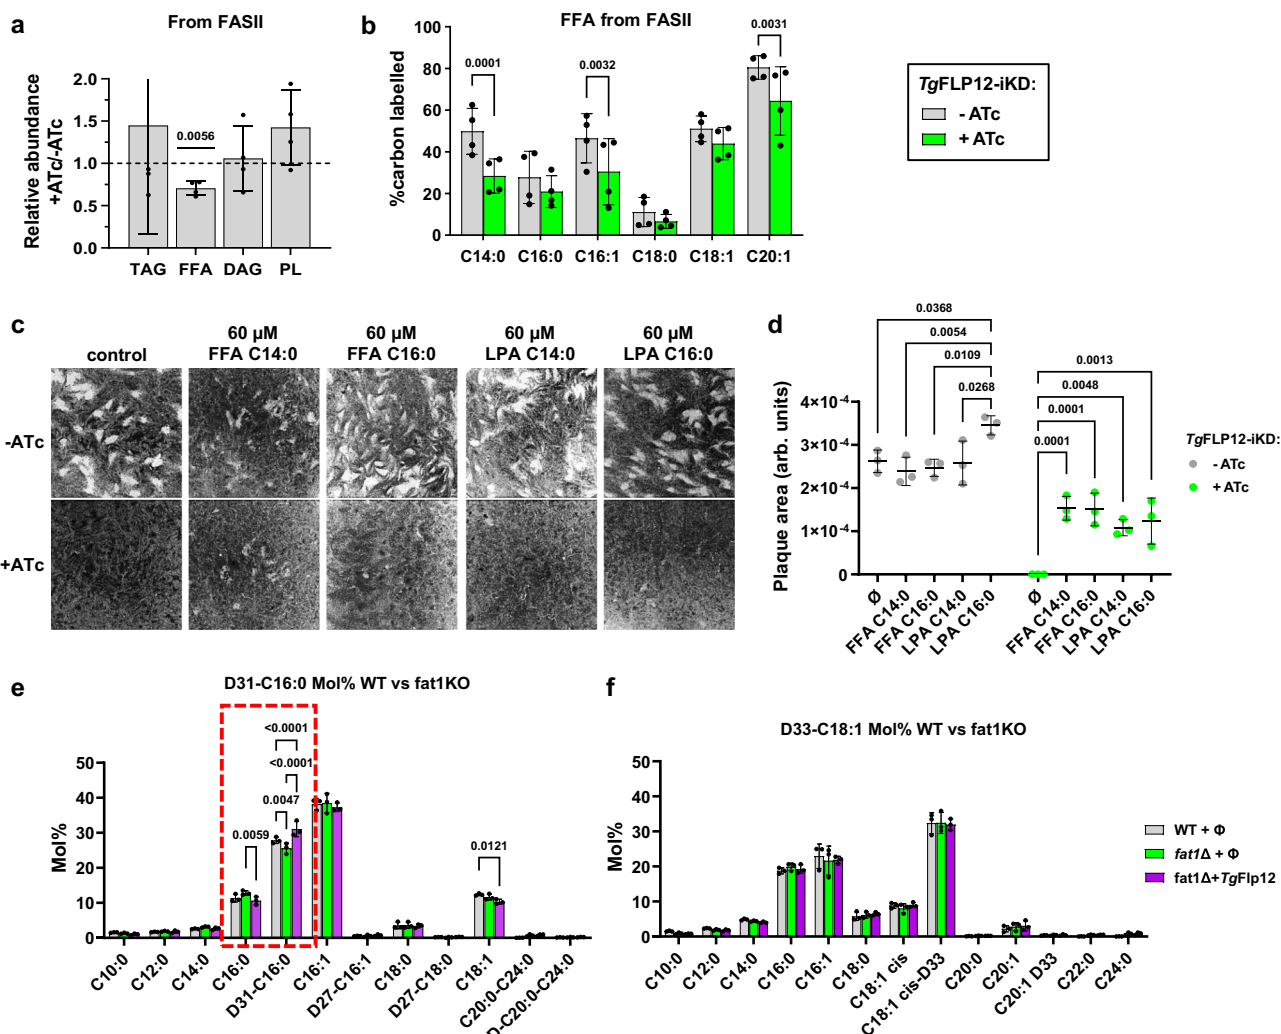 a
From FASII
Relative abundance
+ATc/-ATc
2.0
1.5
1.0
0.5
0.0
0.0056
TAG FFA DAG PL
b
FFA from FASII
%carbon labelled
100
80
60
40
20
0
0.0001
0.0032
0.0031
C14:0 C16:0 C16:1 C18:0 C18:1 C20:1
TgFLP12-iKD:
- ATc
+ ATc
c
control
60 µM
FFA C14:0
60 µM
FFA C16:0
60 µM
LPA C14:0
60 µM
LPA C16:0
-ATc
+ATc
d
Plaque area (arb. units)
4×10-4
3×10-4
2×10-4
1×10-4
0
0.0368
0.0054
0.0109
0.0268
0.0013
0.0048
0.0001
0.0001
Ø
FFA C14:0
FFA C16:0
LPA C14:0
LPA C16:0
Ø
FFA C14:0
FFA C16:0
LPA C14:0
LPA C16:0
TgFLP12-iKD:
- ATc
+ ATc
e
D31-C16:0 Mol% WT vs fat1KO
Mol%
50
40
30
20
10
0
<0.0001
<0.0001
0.0047
0.0059
0.0121
C10:0
C12:0
C14:0
C16:0
D31-C16:0
C16:1
D27-C16:1
C18:0
D27-C18:0
C18:1
C20:0-C24:0
D-C20:0-C24:0
f
D33-C18:1 Mol% WT vs fat1KO
Mol%
50
40
30
20
10
0
C10:0
C12:0
C14:0
C16:0
C16:1
C18:0
C18:1 cis
C18:1 cis-D33
C20:0
C20:1
C20:1 D33
C22:0
C24:0
WT + Φ
fat1Δ + Φ
fat1Δ+TgFlp12